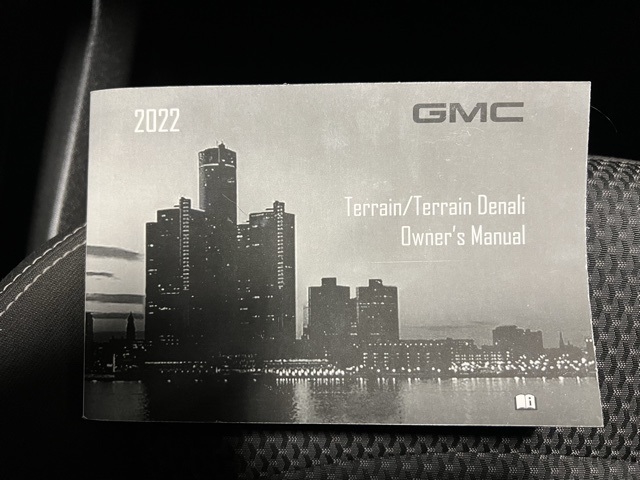 2022
GMC
Terrain/Terrain Denali
Owner's Manual